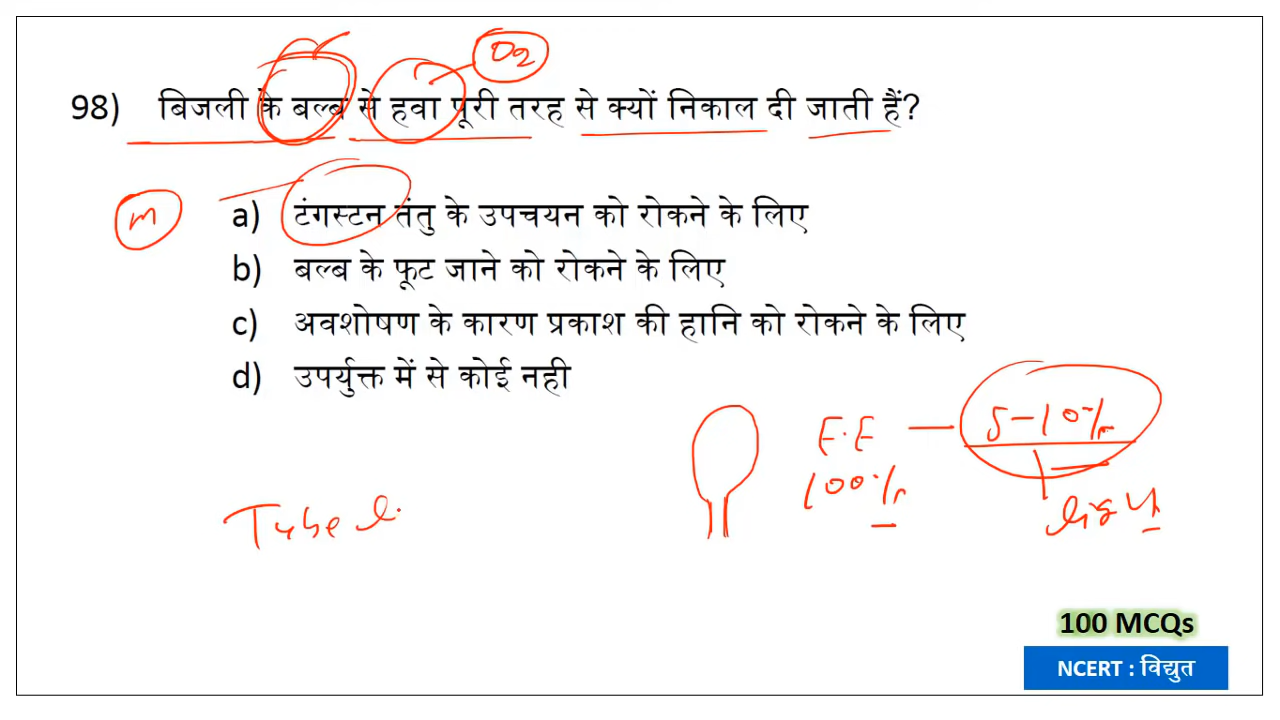 O2
98) बिजली के बल्ब से हवा पूरी तरह से क्यों निकाल दी जाती हैं?
m
a) टंगस्टन तंतु के उपचयन को रोकने के लिए
b) बल्ब के फूट जाने को रोकने के लिए
c) अवशोषण के कारण प्रकाश की हानि को रोकने के लिए
d) उपर्युक्त में से कोई नही
E.E — 5-10%
100%
light
Tube l.
100 MCQs
NCERT : विद्युत